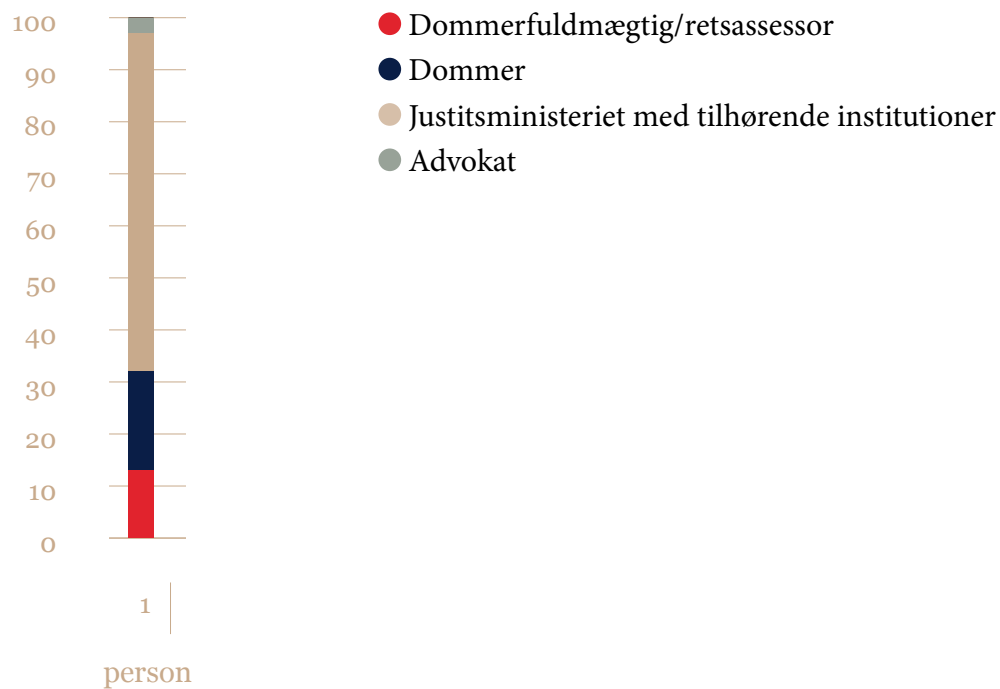 100
90
80
70
60
50
40
30
20
10
0
1
person
Dommerfuldmægtig/retsassessor
Dommer
Justitsministeriet med tilhørende institutioner
Advokat